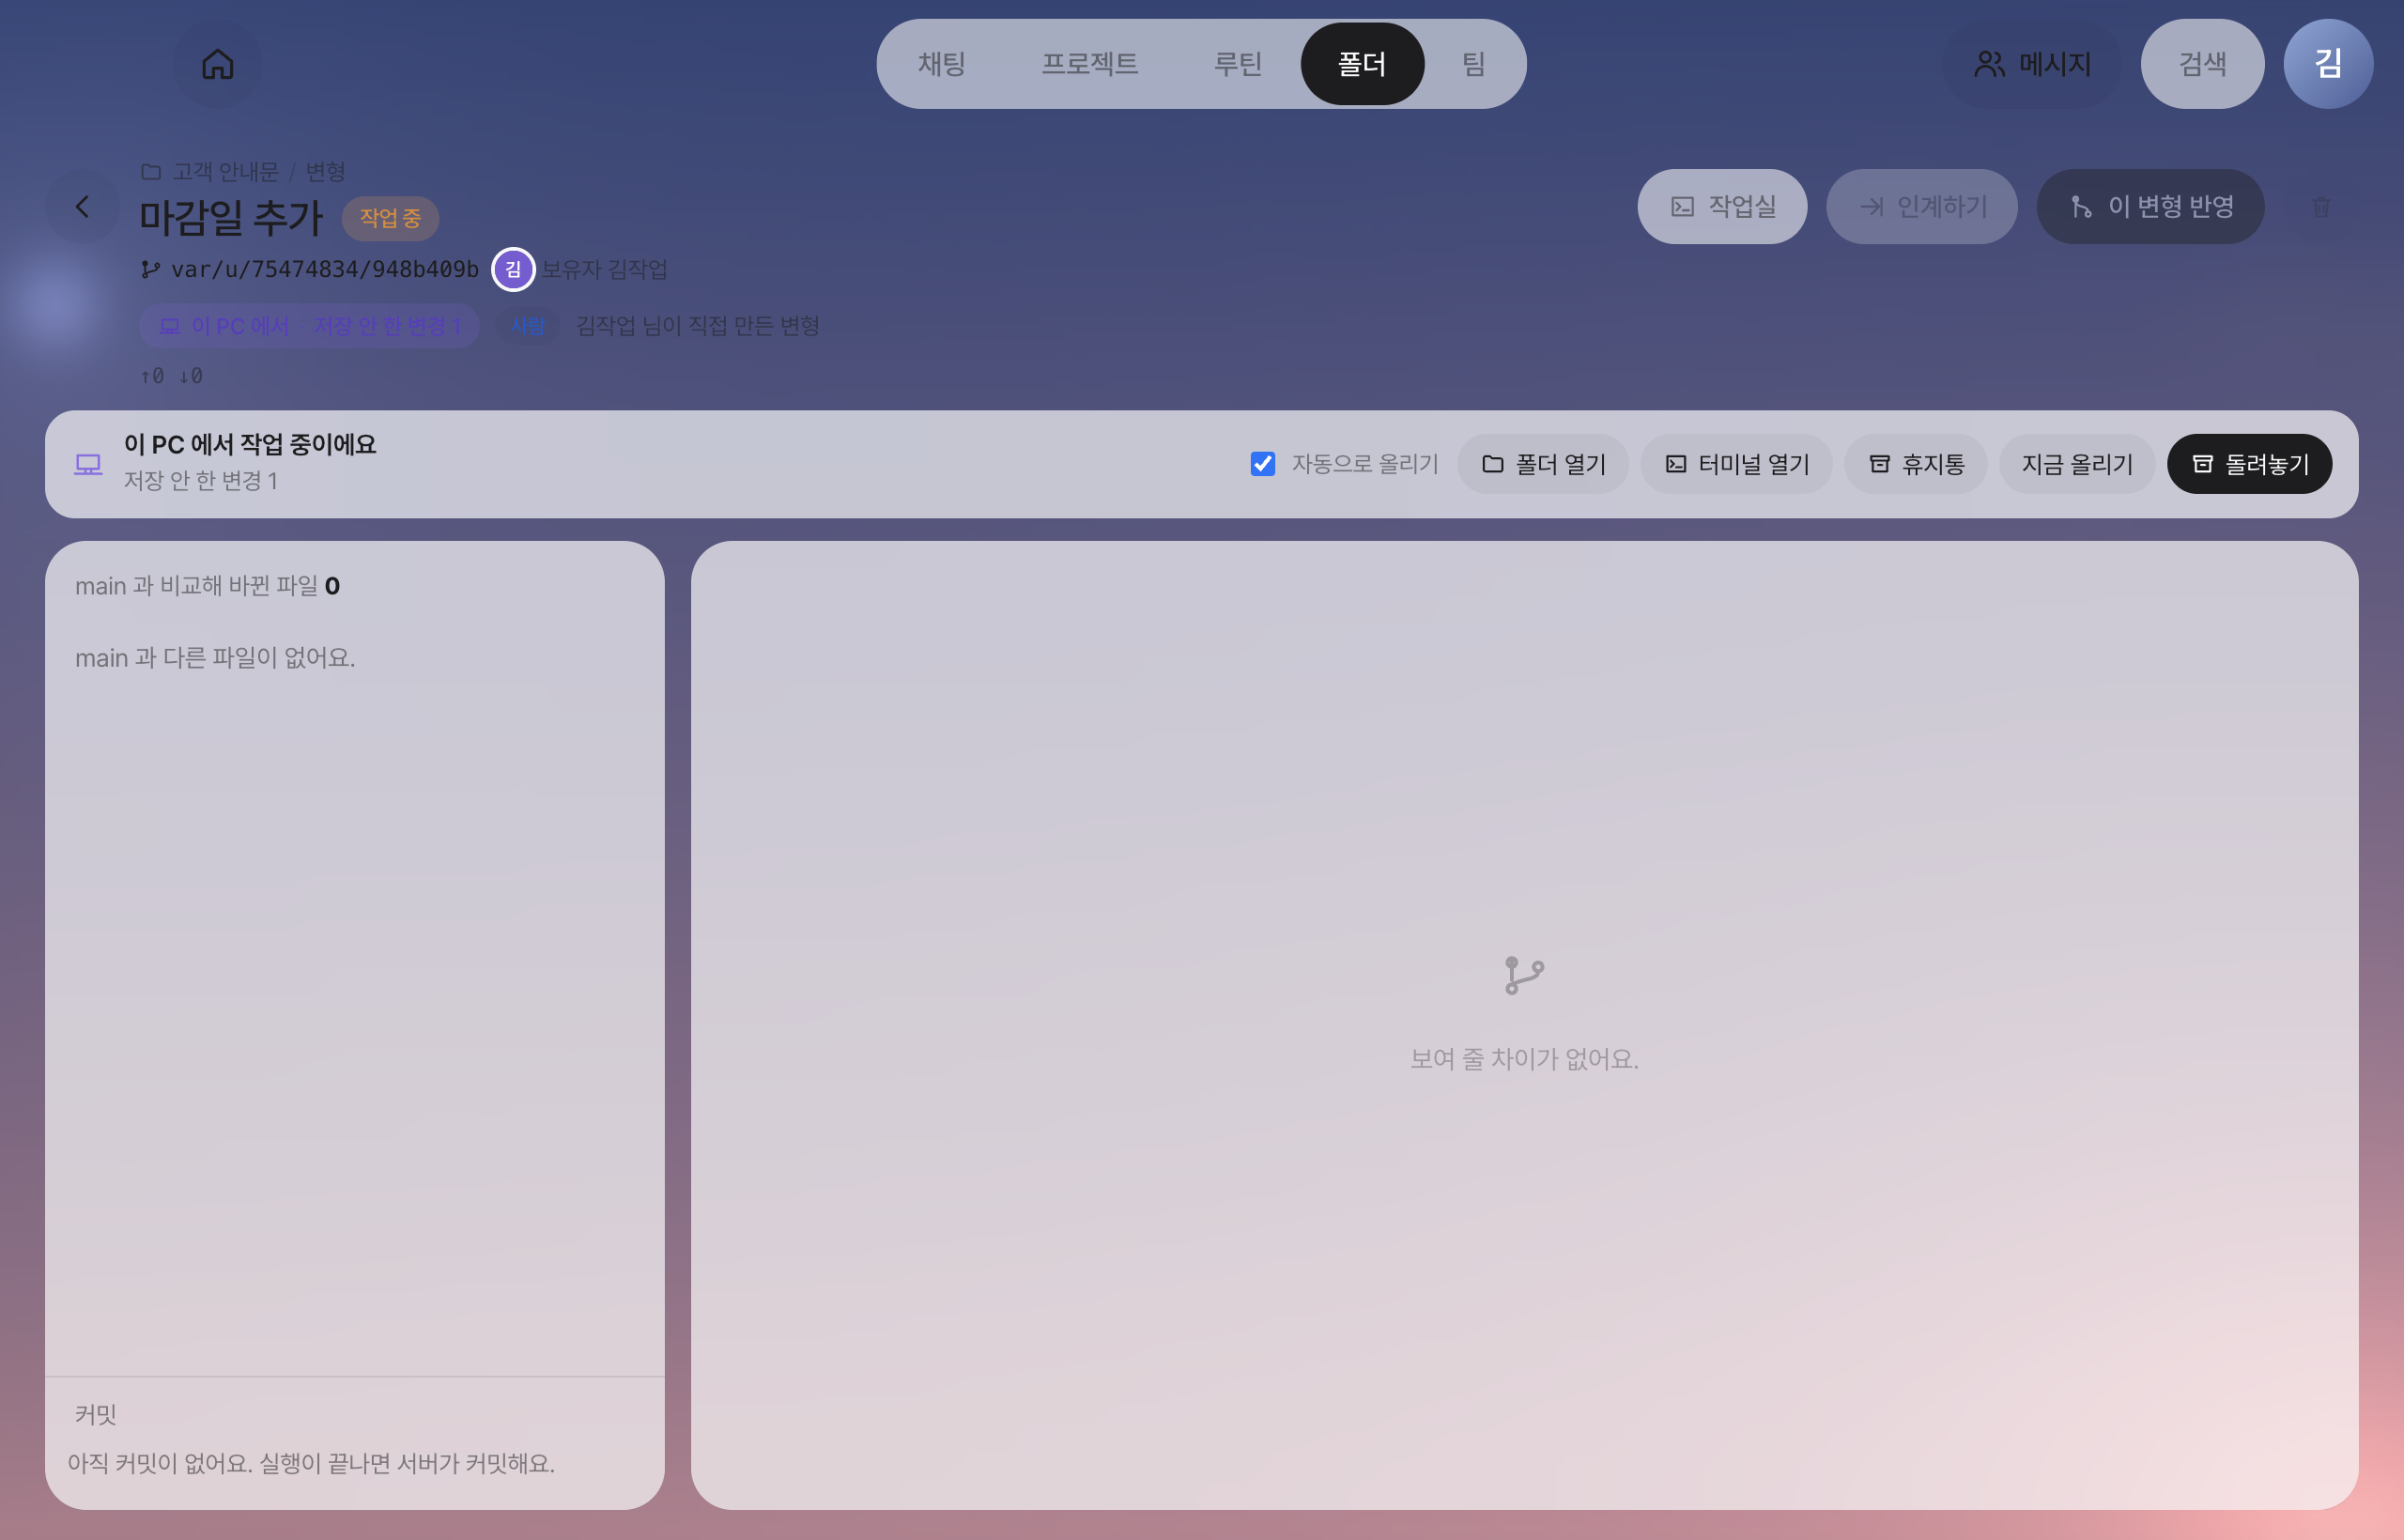 채팅 프로젝트 루틴 폴더 팀 메시지 검색 김
고객 안내문 / 변형
마감일 추가 작업 중 작업실 인계하기 이 변형 반영
var/u/75474834/948b409b 김 보유자 김작업
이 PC 에서 · 저장 안 한 변경 1 사람 김작업 님이 직접 만든 변형
↑0 ↓0
이 PC 에서 작업 중이에요
저장 안 한 변경 1
자동으로 올리기 폴더 열기 터미널 열기 휴지통 지금 올리기 돌려놓기
main 과 비교해 바뀐 파일 0
main 과 다른 파일이 없어요.
보여 줄 차이가 없어요.
커밋
아직 커밋이 없어요. 실행이 끝나면 서버가 커밋해요.